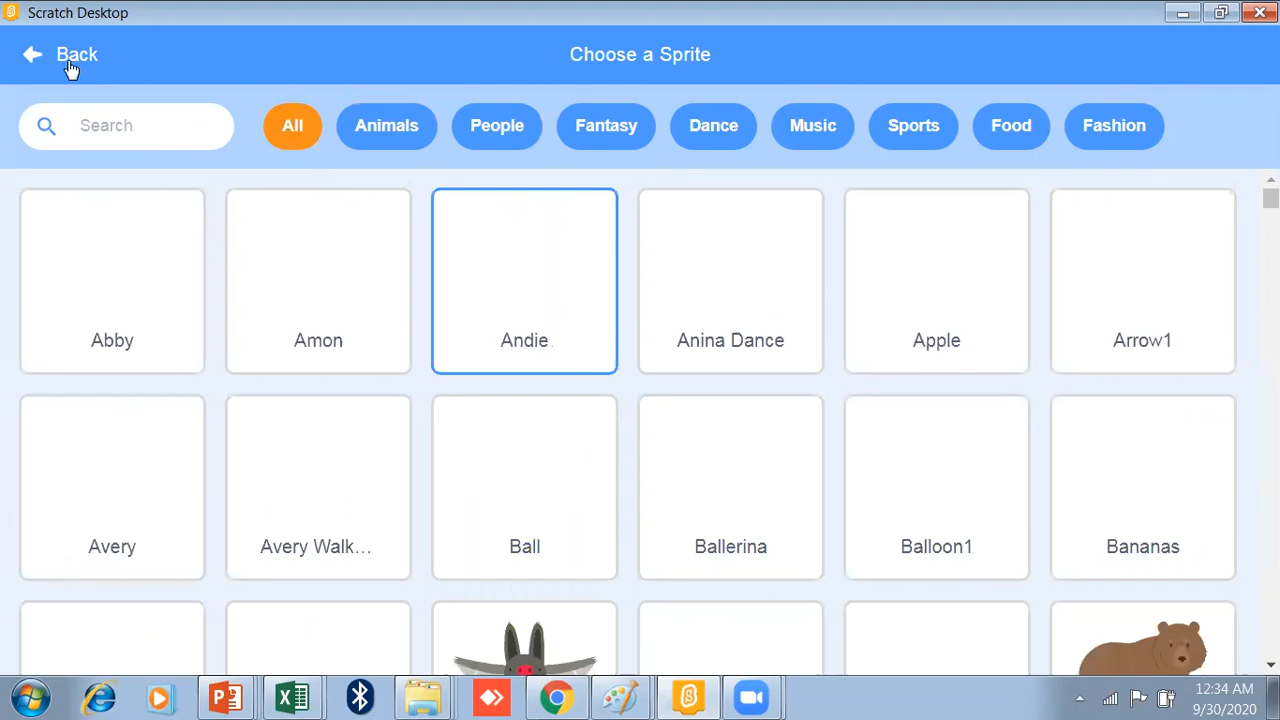 Scratch Desktop
Back
Choose a Sprite
Search
All
Animals
People
Fantasy
Dance
Music
Sports
Food
Fashion
Abby
Amon
Andie
Anina Dance
Apple
Arrow1
Avery
Avery Walk...
Ball
Ballerina
Balloon1
Bananas
12:34 AM
9/30/2020